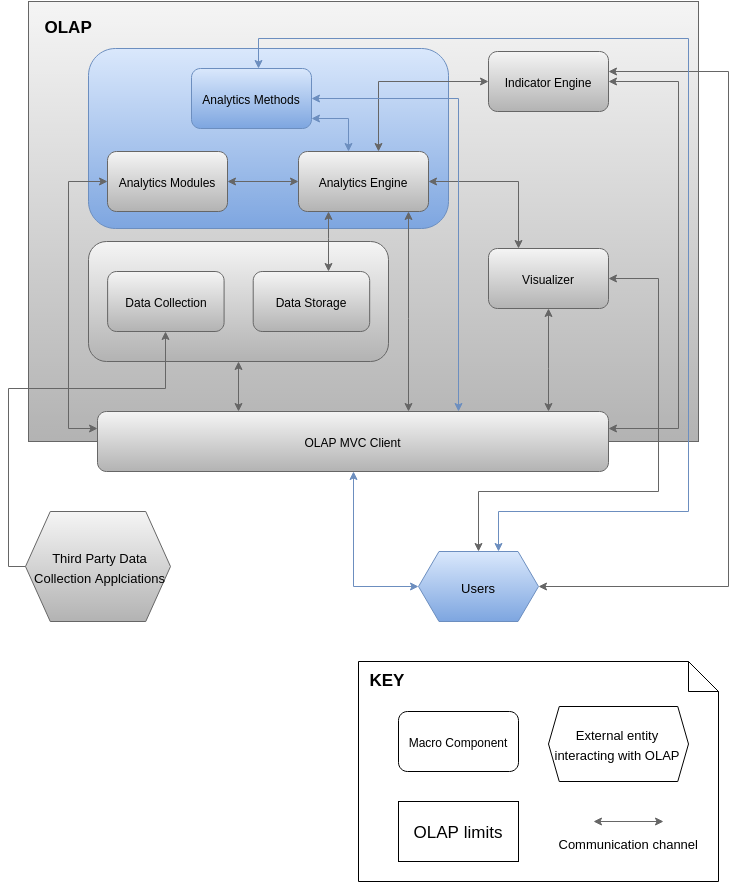 OLAP
Analytics Methods
Indicator Engine
Analytics Modules
Analytics Engine
Visualizer
Data Collection
Data Storage
OLAP MVC Client
Third Party Data
Collection Applciations
Users
KEY
Macro Component
External entity
interacting with OLAP
OLAP limits
Communication channel